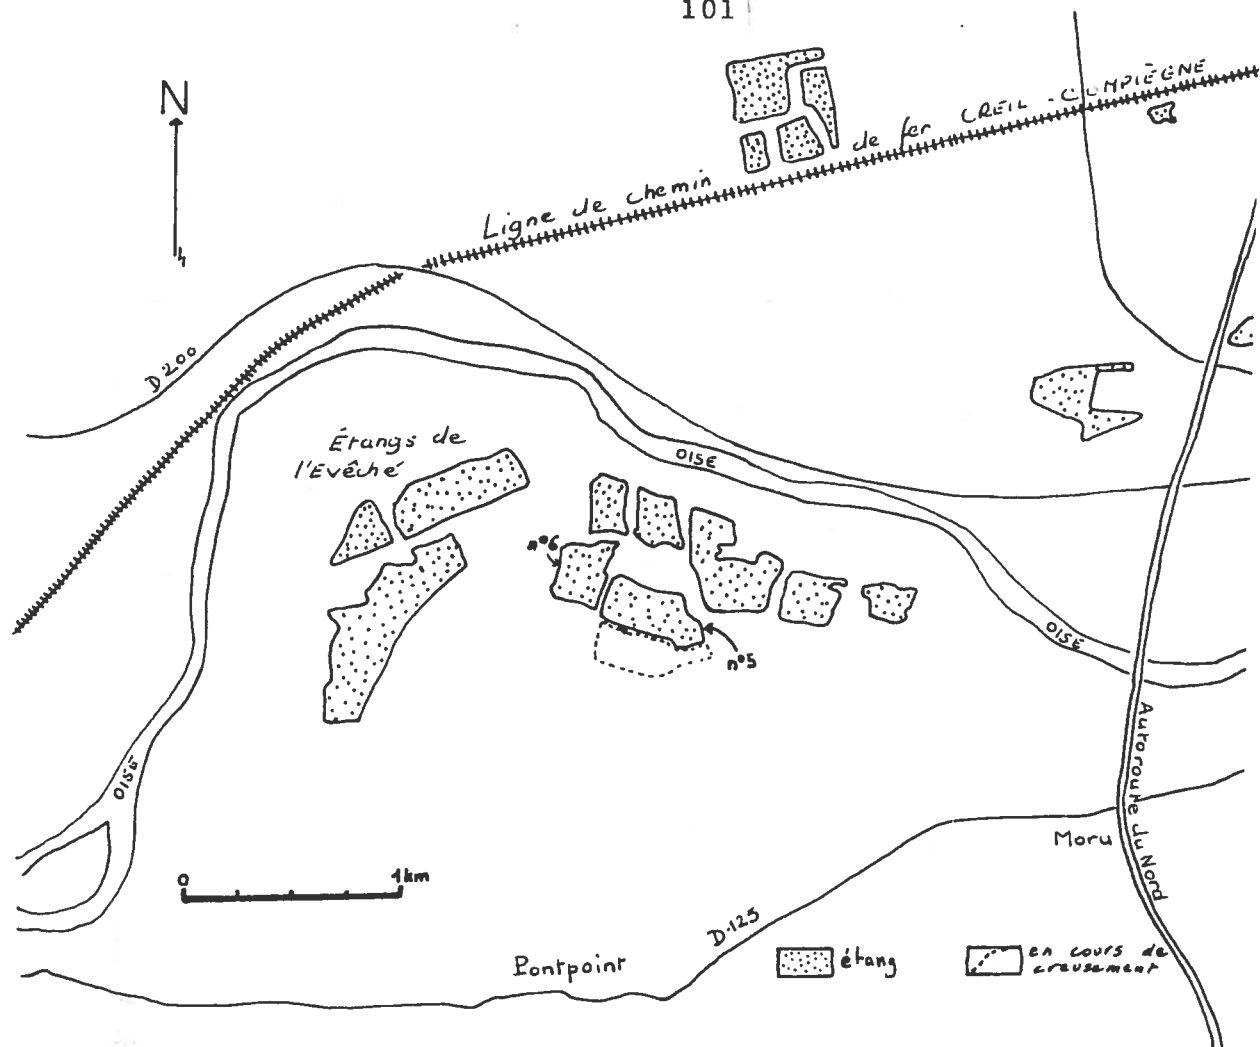 101
N
Ligne de chemin de fer CREIL - COMPIÈGNE
D 200
Étangs de
l'Evêché
OISE
n°6
n°5
OISE
OISE
Autoroute du Nord
Moru
0 1km
D.125
Pontpoint
étang
en cours de
creusement